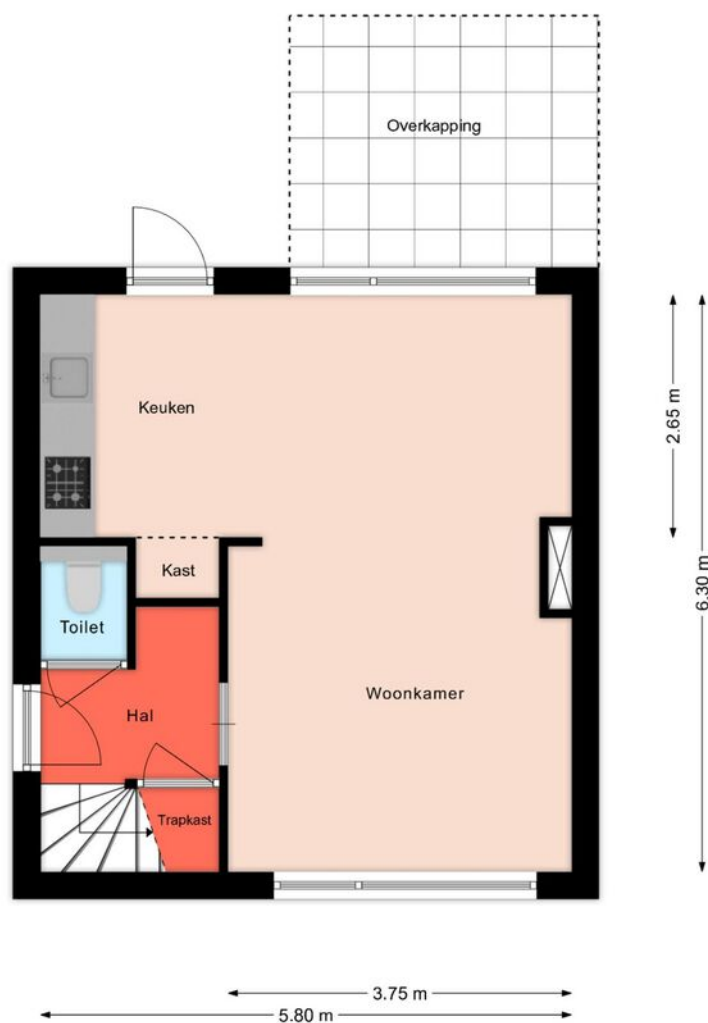 Overkapping
Keuken
2.65 m
Kast
6.30 m
Toilet
Woonkamer
Hal
Trapkast
3.75 m
5.80 m